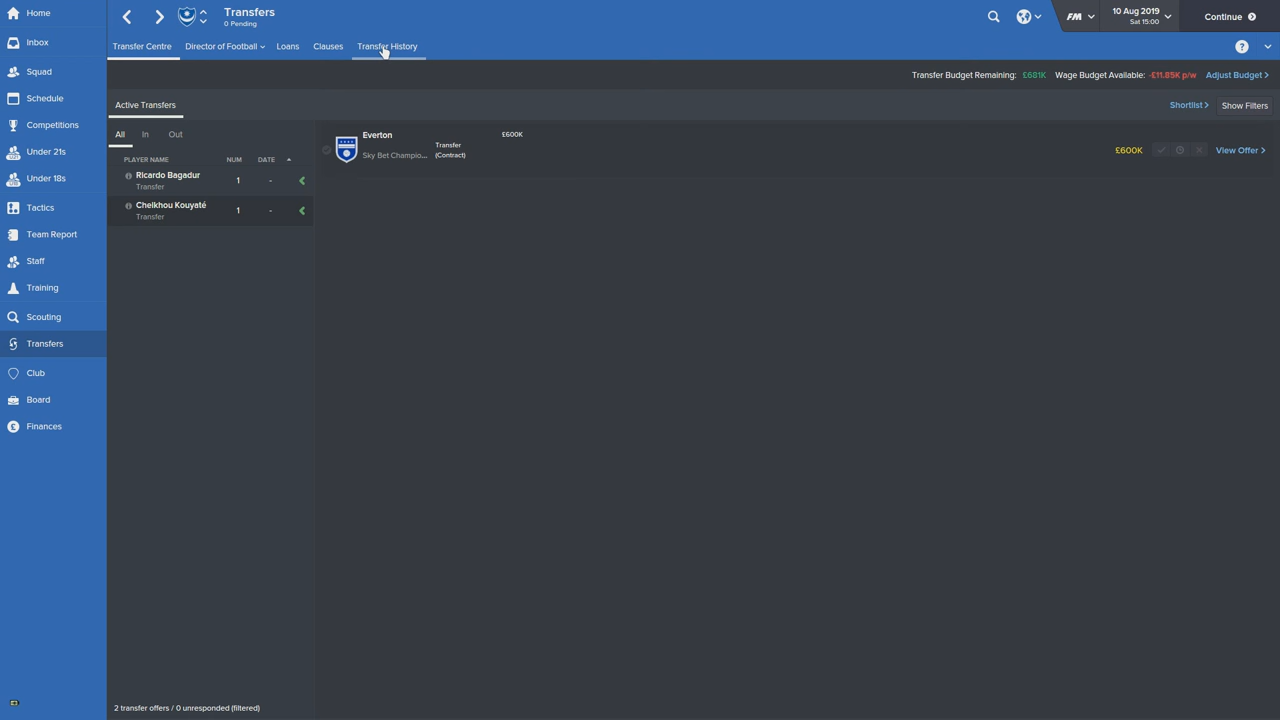 Home
Inbox
Squad
Schedule
Competitions
Under 21s
Under 18s
Tactics
Team Report
Staff
Training
Scouting
Transfers
Club
Board
Finances
Transfers
0 Pending
FM
10 Aug 2019
Sat 15:00
Continue
Transfer Centre
Director of Football
Loans
Clauses
Transfer History
?
Transfer Budget Remaining: £681K
Wage Budget Available: -£11.85K p/w
Adjust Budget >
Active Transfers
Shortlist >
Show Filters
All
In
Out
PLAYER NAME
NUM
DATE
Ricardo Bagadur
Transfer
1
-
Cheikhou Kouyaté
Transfer
1
-
Everton
Sky Bet Champio...
Transfer
(Contract)
£600K
£600K
View Offer >
2 transfer offers / 0 unresponded (filtered)